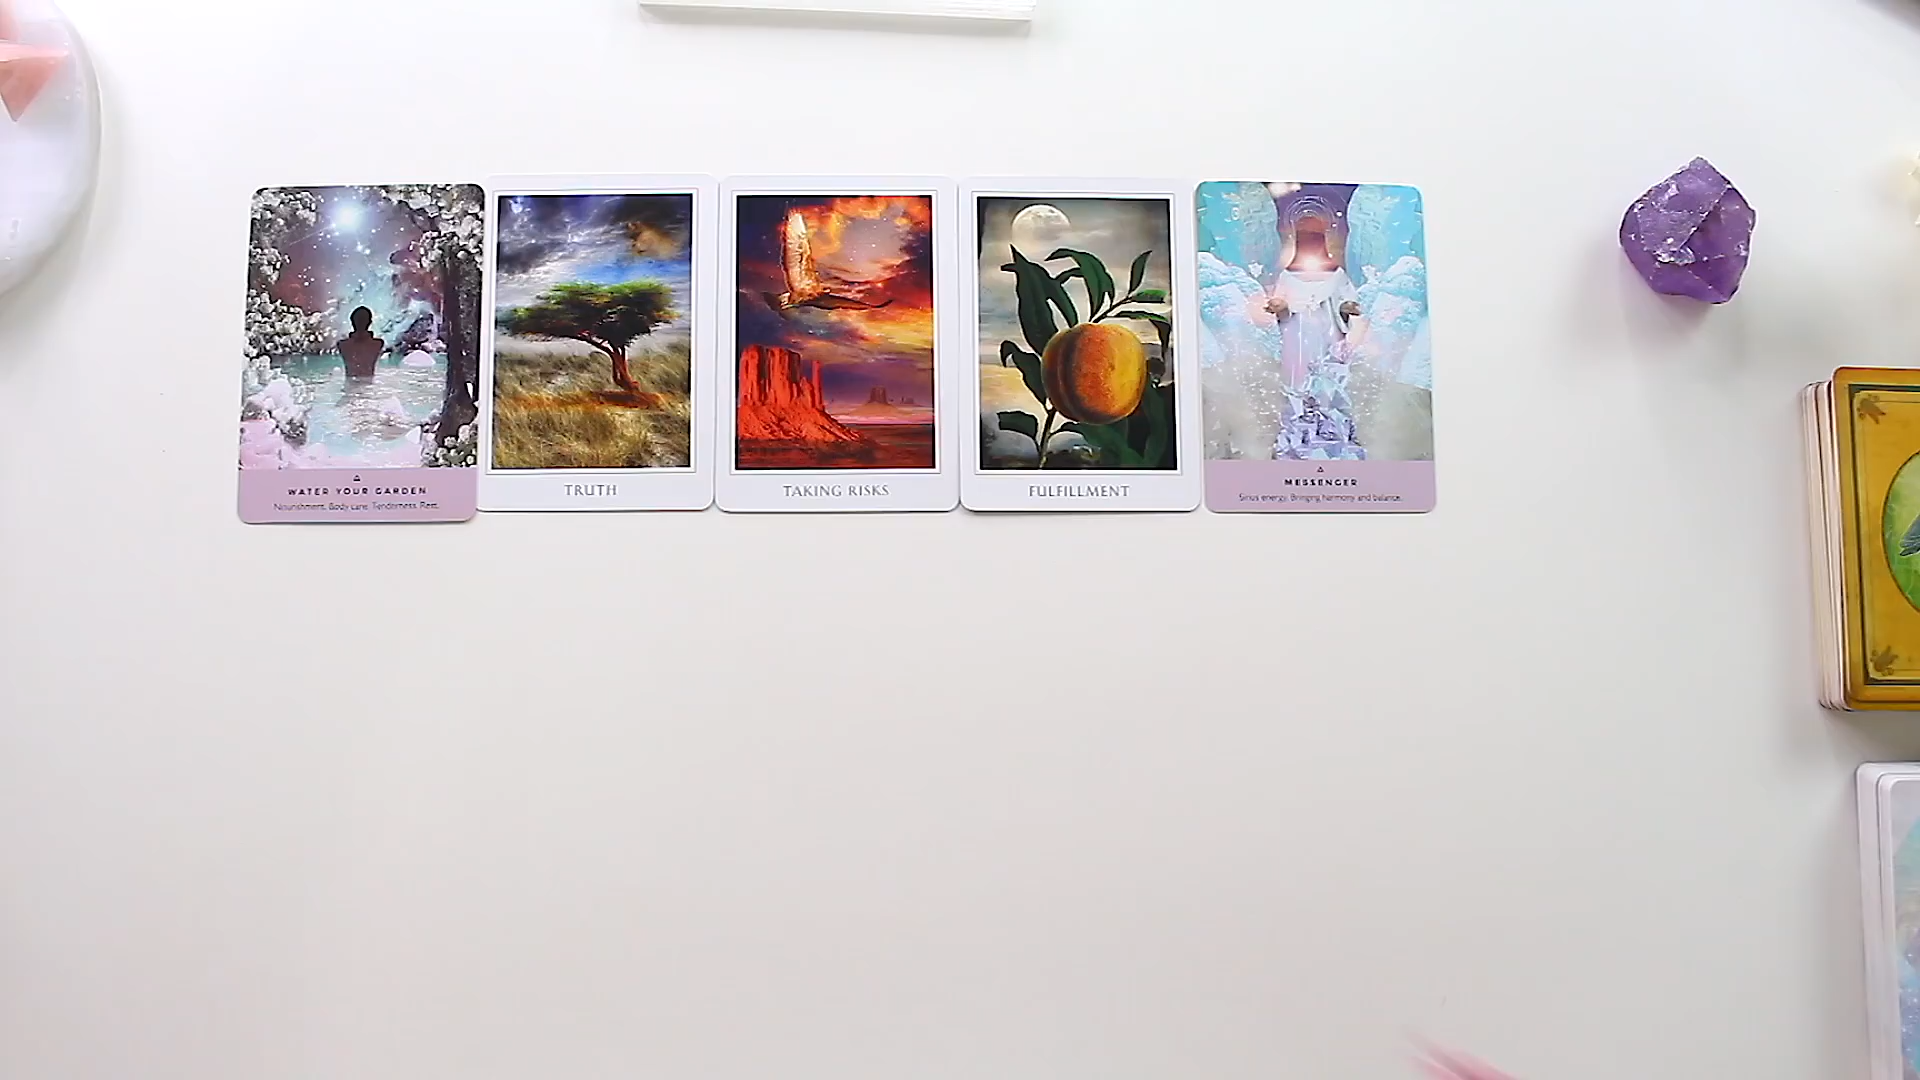 WATER YOUR GARDEN
Nourishment. Body care. Tenderness. Rest.
TRUTH
TAKING RISKS
FULFILLMENT
MESSENGER
Sirius energy. Bringing harmony and balance.